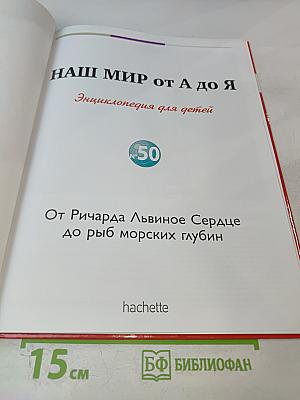 НАШ МИР от А до Я
Энциклопедия для детей
№50
От Ричарда Львиное Сердце
до рыб морских глубин
hachette
15 см
БФ БИБЛИОФАН